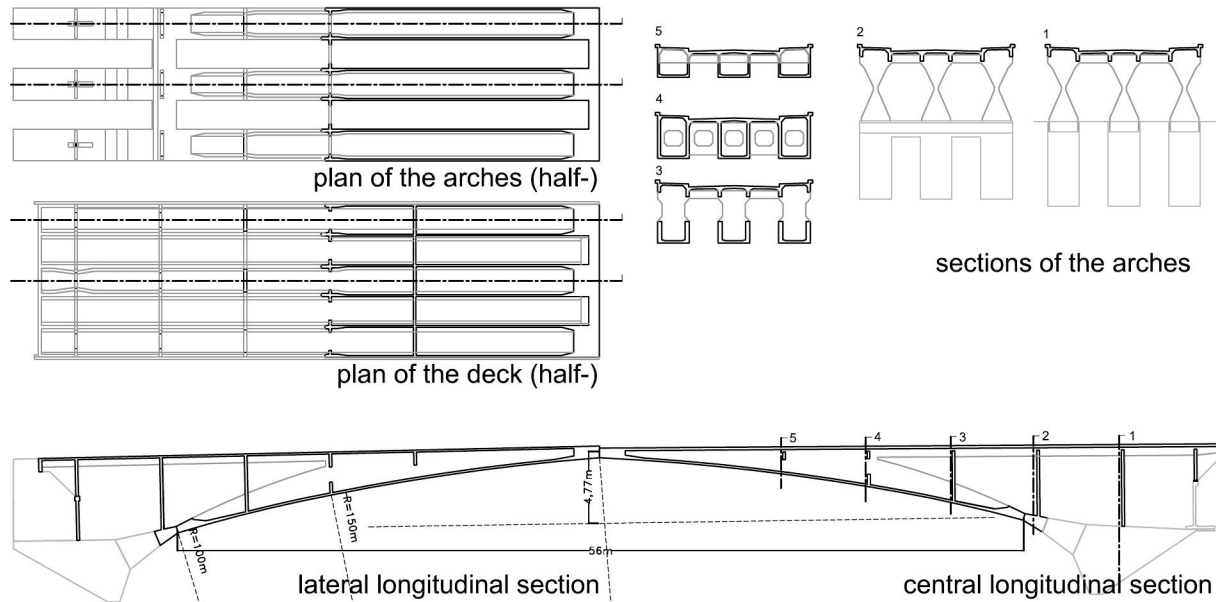 5
2
1
4
3
plan of the arches (half-)
sections of the arches
plan of the deck (half-)
5
4
3
2
1
4,77m
R=150m
R=100m
56m
lateral longitudinal section
central longitudinal section